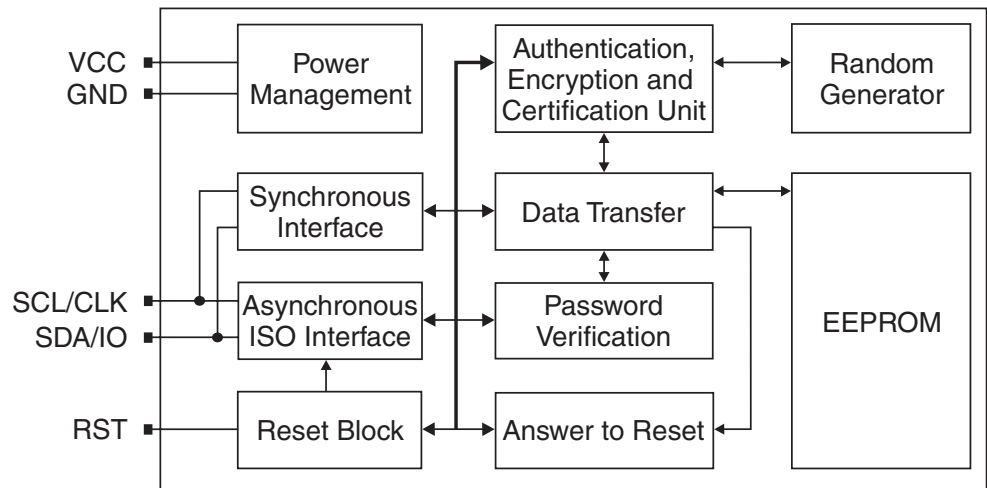 VCC
GND
Power
Management
Authentication,
Encryption and
Certification Unit
Random
Generator
Synchronous
Interface
Data Transfer
SCL/CLK
SDA/IO
Asynchronous
ISO Interface
Password
Verification
EEPROM
RST
Reset Block
Answer to Reset